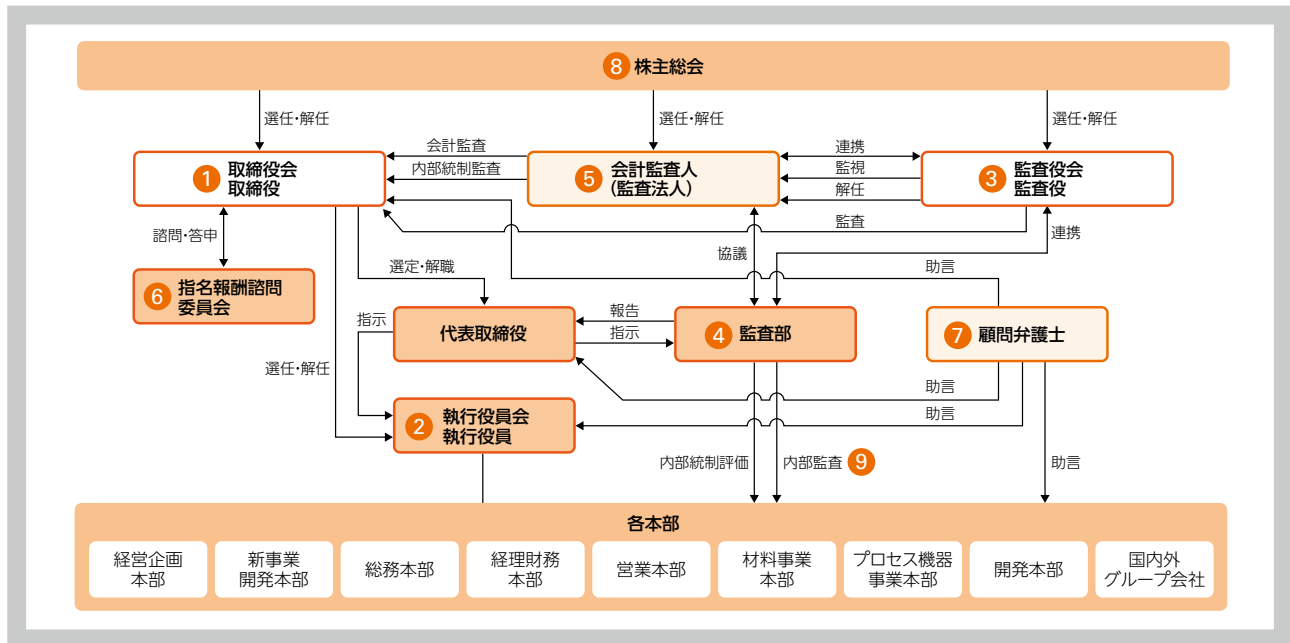 8 株主総会
選任・解任
選任・解任
選任・解任
1 取締役会
取締役
会計監査
内部統制監査
5 会計監査人
(監査法人)
連携
監視
解任
3 監査役会
監査役
監査
諮問・答申
協議
連携
選定・解職
助言
6 指名報酬諮問
委員会
指示
代表取締役
報告
指示
4 監査部
7 顧問弁護士
選任・解任
助言
助言
2 執行役員会
執行役員
内部統制評価
内部監査 9
助言
各本部
経営企画
本部
新事業
開発本部
総務本部
経理財務
本部
営業本部
材料事業
本部
プロセス機器
事業本部
開発本部
国内外
グループ会社